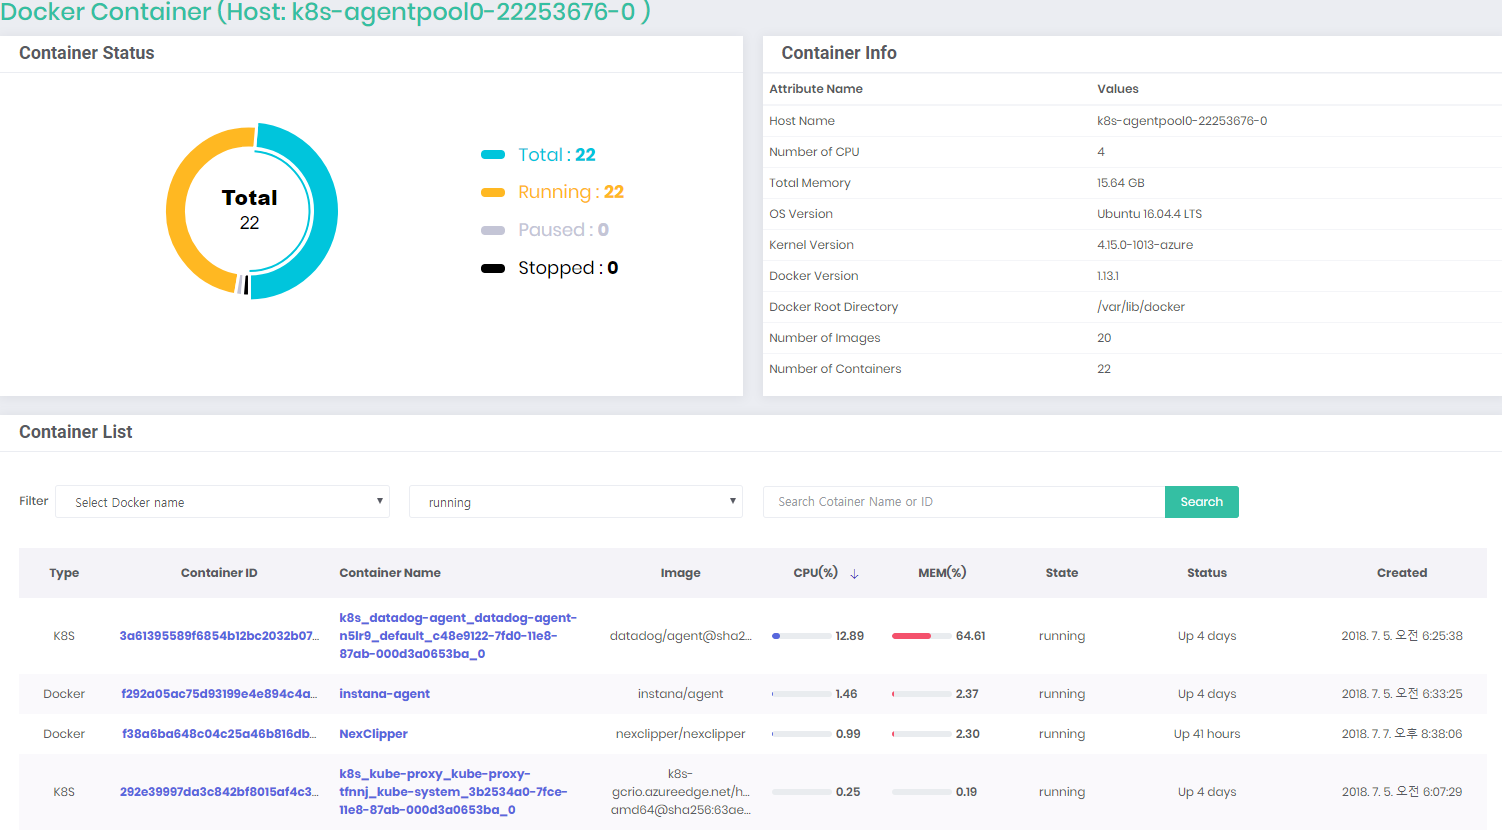 Docker Container (Host: k8s-agentpool0-22253676-0 )
Container Status
Total
22
Total : 22
Running : 22
Paused : 0
Stopped : 0
Container Info
Attribute Name Values
Host Name k8s-agentpool0-22253676-0
Number of CPU 4
Total Memory 15.64 GB
OS Version Ubuntu 16.04.4 LTS
Kernel Version 4.15.0-1013-azure
Docker Version 1.13.1
Docker Root Directory /var/lib/docker
Number of Images 20
Number of Containers 22
Container List
Filter Select Docker name running Search Cotainer Name or ID Search
Type Container ID Container Name Image CPU(%) ↓ MEM(%) State Status Created
K8S 3a61395589f6854b12bc2032b07... k8s_datadog-agent_datadog-agent-
n5lr9_default_c48e9122-7fd0-11e8-
87ab-000d3a0653ba_0 datadog/agent@sha2... 12.89 64.61 running Up 4 days 2018. 7. 5. 오전 6:25:38
Docker f292a05ac75d93199e4e894c4a... instana-agent instana/agent 1.46 2.37 running Up 4 days 2018. 7. 5. 오전 6:33:25
Docker f38a6ba648c04c25a46b816db... NexClipper nexclipper/nexclipper 0.99 2.30 running Up 41 hours 2018. 7. 7. 오후 8:38:06
K8S 292e39997da3c842bf8015af4c3... k8s_kube-proxy_kube-proxy-
tfnnj_kube-system_3b2534a0-7fce-
11e8-87ab-000d3a0653ba_0 k8s-
gcrio.azureedge.net/h...
amd64@sha256:63ae... 0.25 0.19 running Up 4 days 2018. 7. 5. 오전 6:07:29